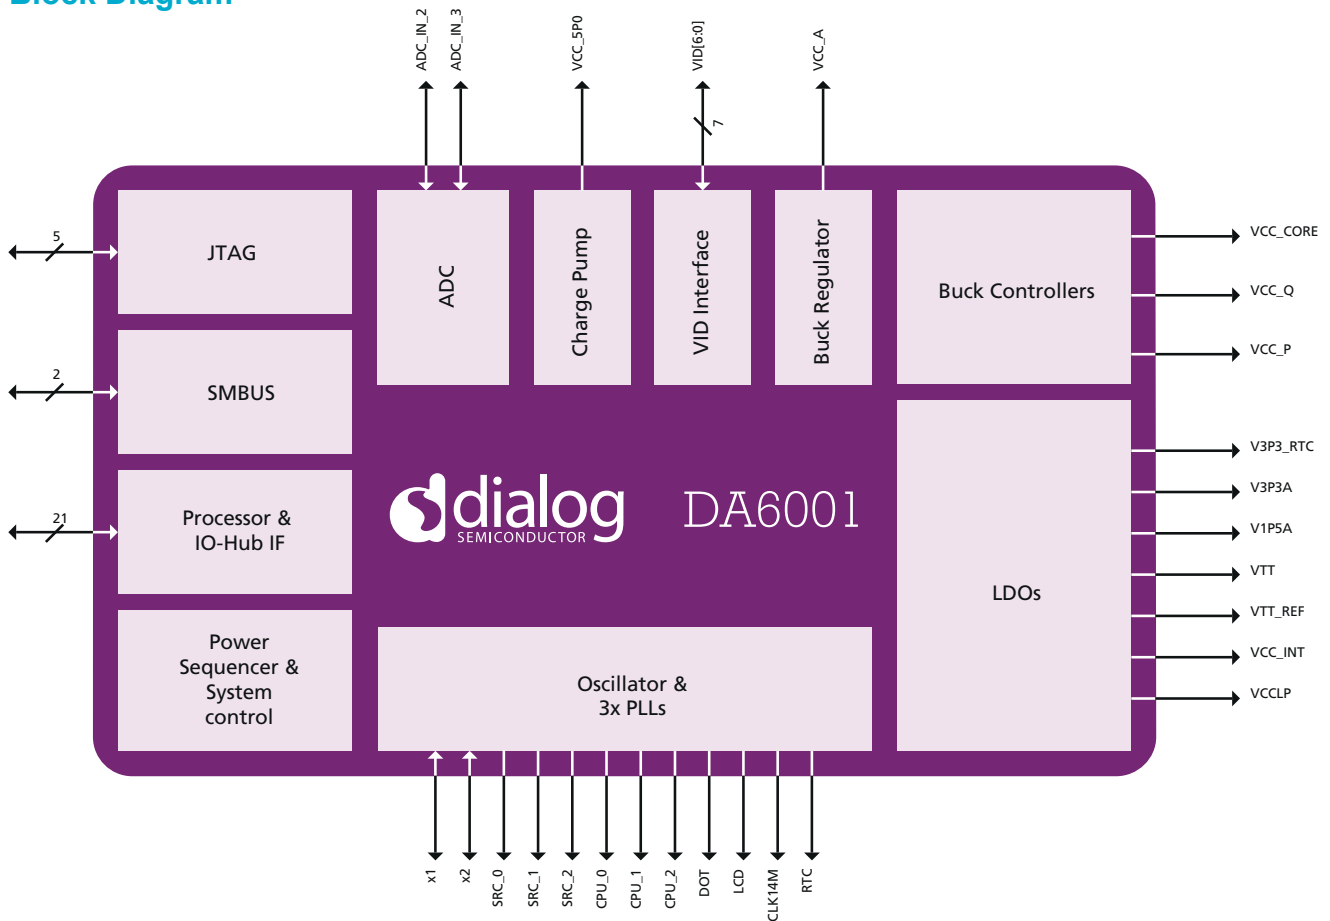 Block Diagram
ADC_IN_2
ADC_IN_3
VCC_5P0
VID[6:0]
VCC_A
7
JTAG
5
SMBUS
2
Processor &
IO-Hub IF
21
Power
Sequencer &
System
control
ADC
Charge Pump
VID Interface
Buck Regulator
Buck Controllers
VCC_CORE
VCC_Q
VCC_P
dialog
SEMICONDUCTOR
DA6001
LDOs
V3P3_RTC
V3P3A
V1P5A
VTT
VTT_REF
VCC_INT
VCCLP
Oscillator &
3x PLLs
x1
x2
SRC_0
SRC_1
SRC_2
CPU_0
CPU_1
CPU_2
DOT
LCD
CLK14M
RTC